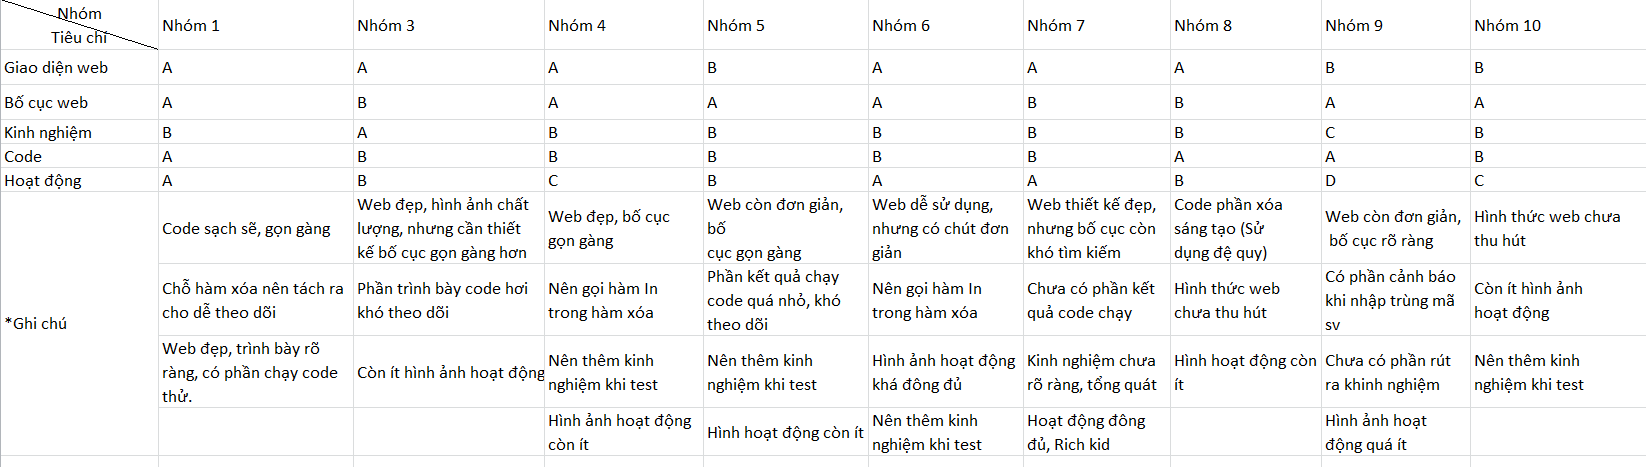 Nhóm
Tiêu chí
Nhóm 1
Nhóm 3
Nhóm 4
Nhóm 5
Nhóm 6
Nhóm 7
Nhóm 8
Nhóm 9
Nhóm 10
Giao diện web
A
A
A
B
A
A
A
B
B
Bố cục web
A
B
A
A
A
B
B
A
A
Kinh nghiệm
B
A
B
B
B
B
B
C
B
Code
A
B
B
B
B
B
A
A
B
Hoạt động
A
B
C
B
A
A
B
D
C
*Ghi chú
Code sạch sẽ, gọn gàng
Web đẹp, hình ảnh chất
lượng, nhưng cần thiết
kế bố cục gọn gàng hơn
Web đẹp, bố cục
gọn gàng
Web còn đơn giản,
bố
cục gọn gàng
Web dễ sử dụng,
nhưng có chút đơn
giản
Web thiết kế đẹp,
nhưng bố cục còn
khó tìm kiếm
Code phần xóa
sáng tạo (Sử
dụng đệ quy)
Web còn đơn giản,
bố cục rõ ràng
Hình thức web chưa
thu hút
Chỗ hàm xóa nên tách ra
cho dễ theo dõi
Phần trình bày code hơi
khó theo dõi
Nên gọi hàm In
trong hàm xóa
Phần kết quả chạy
code quá nhỏ, khó
theo dõi
Nên gọi hàm In
trong hàm xóa
Chưa có phần kết
quả code chạy
Hình thức web
chưa thu hút
Có phần cảnh báo
khi nhập trùng mã
sv
Còn ít hình ảnh
hoạt động
Web đẹp, trình bày rõ
ràng, có phần chạy code
thử.
Còn ít hình ảnh hoạt động
Nên thêm kinh
nghiệm khi test
Nên thêm kinh
nghiệm khi test
Hình ảnh hoạt động
khá đông đủ
Kinh nghiệm chưa
rõ ràng, tổng quát
Hình hoạt động còn
ít
Chưa có phần rút
ra khinh nghiệm
Nên thêm kinh
nghiệm khi test
Hình ảnh hoạt động
còn ít
Hình hoạt động còn ít
Nên thêm kinh
nghiệm khi test
Hoạt động đông
đủ, Rich kid
Hình ảnh hoạt
động quá ít